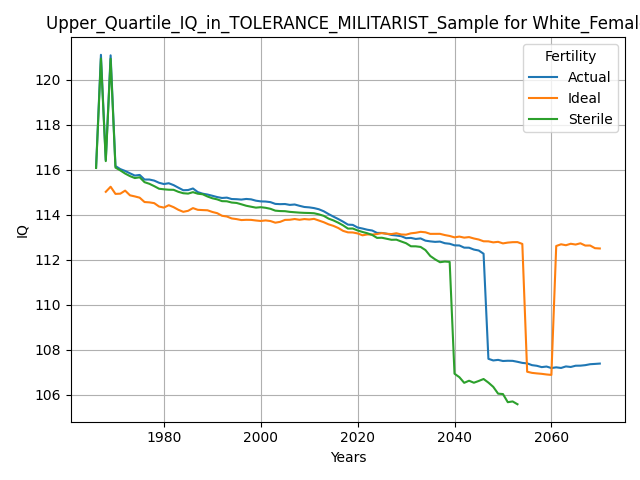 Upper_Quartile_IQ_in_TOLERANCE_MILITARIST_Sample for White_Femal
Fertility
Actual
Ideal
Sterile
120
118
116
114
112
110
108
106
IQ
1980
2000
2020
2040
2060
Years